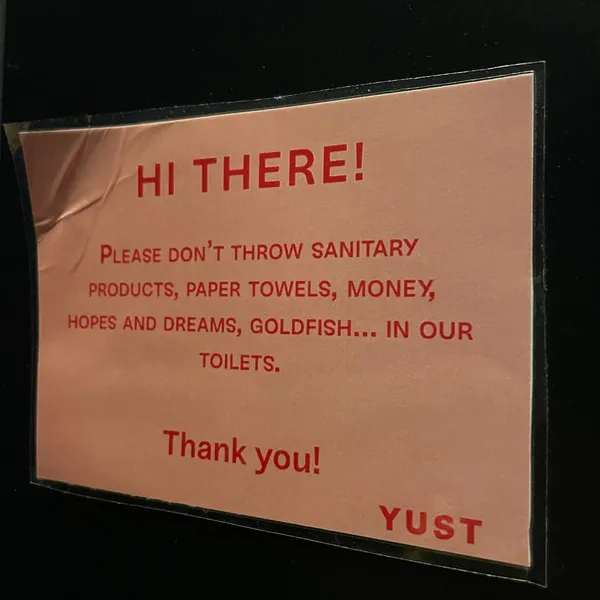 HI THERE!
PLEASE DON'T THROW SANITARY
PRODUCTS, PAPER TOWELS, MONEY,
HOPES AND DREAMS, GOLDFISH... IN OUR
TOILETS.
Thank you!
YUST